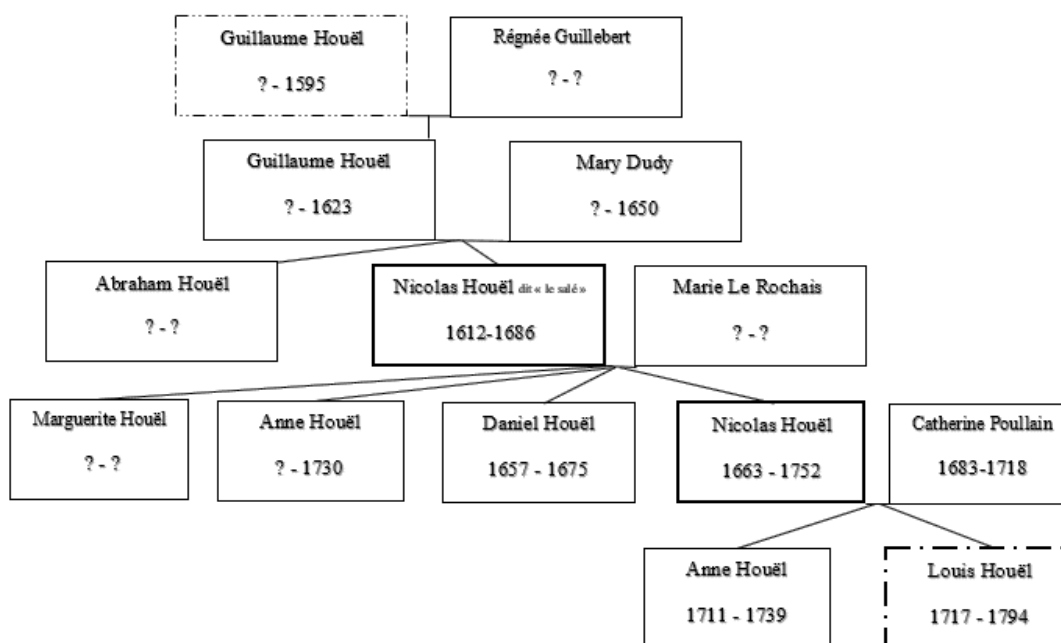 Guillaume Houël
? - 1595
Régnée Guillebert
? - ?
Guillaume Houël
? - 1623
Mary Dudy
? - 1650
Abraham Houël
? - ?
Nicolas Houël dit « le salé »
1612-1686
Marie Le Rochais
? - ?
Marguerite Houël
? - ?
Anne Houël
? - 1730
Daniel Houël
1657 - 1675
Nicolas Houël
1663 - 1752
Catherine Poullain
1683-1718
Anne Houël
1711 - 1739
Louis Houël
1717 - 1794